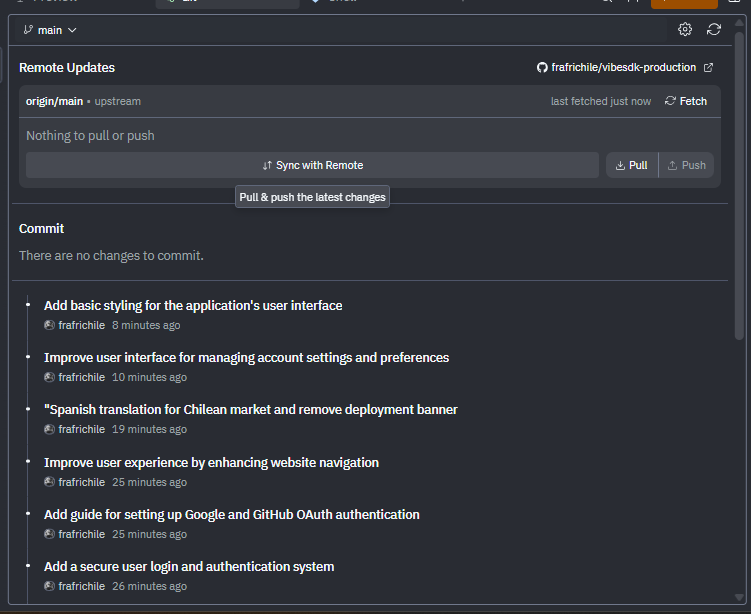 main
Remote Updates
frafrichile/vibesdk-production
origin/main • upstream
last fetched just now
Fetch
Nothing to pull or push
Sync with Remote
Pull
Push
Pull & push the latest changes
Commit
There are no changes to commit.
Add basic styling for the application's user interface
frafrichile 8 minutes ago
Improve user interface for managing account settings and preferences
frafrichile 10 minutes ago
"Spanish translation for Chilean market and remove deployment banner
frafrichile 19 minutes ago
Improve user experience by enhancing website navigation
frafrichile 25 minutes ago
Add guide for setting up Google and GitHub OAuth authentication
frafrichile 25 minutes ago
Add a secure user login and authentication system
frafrichile 26 minutes ago